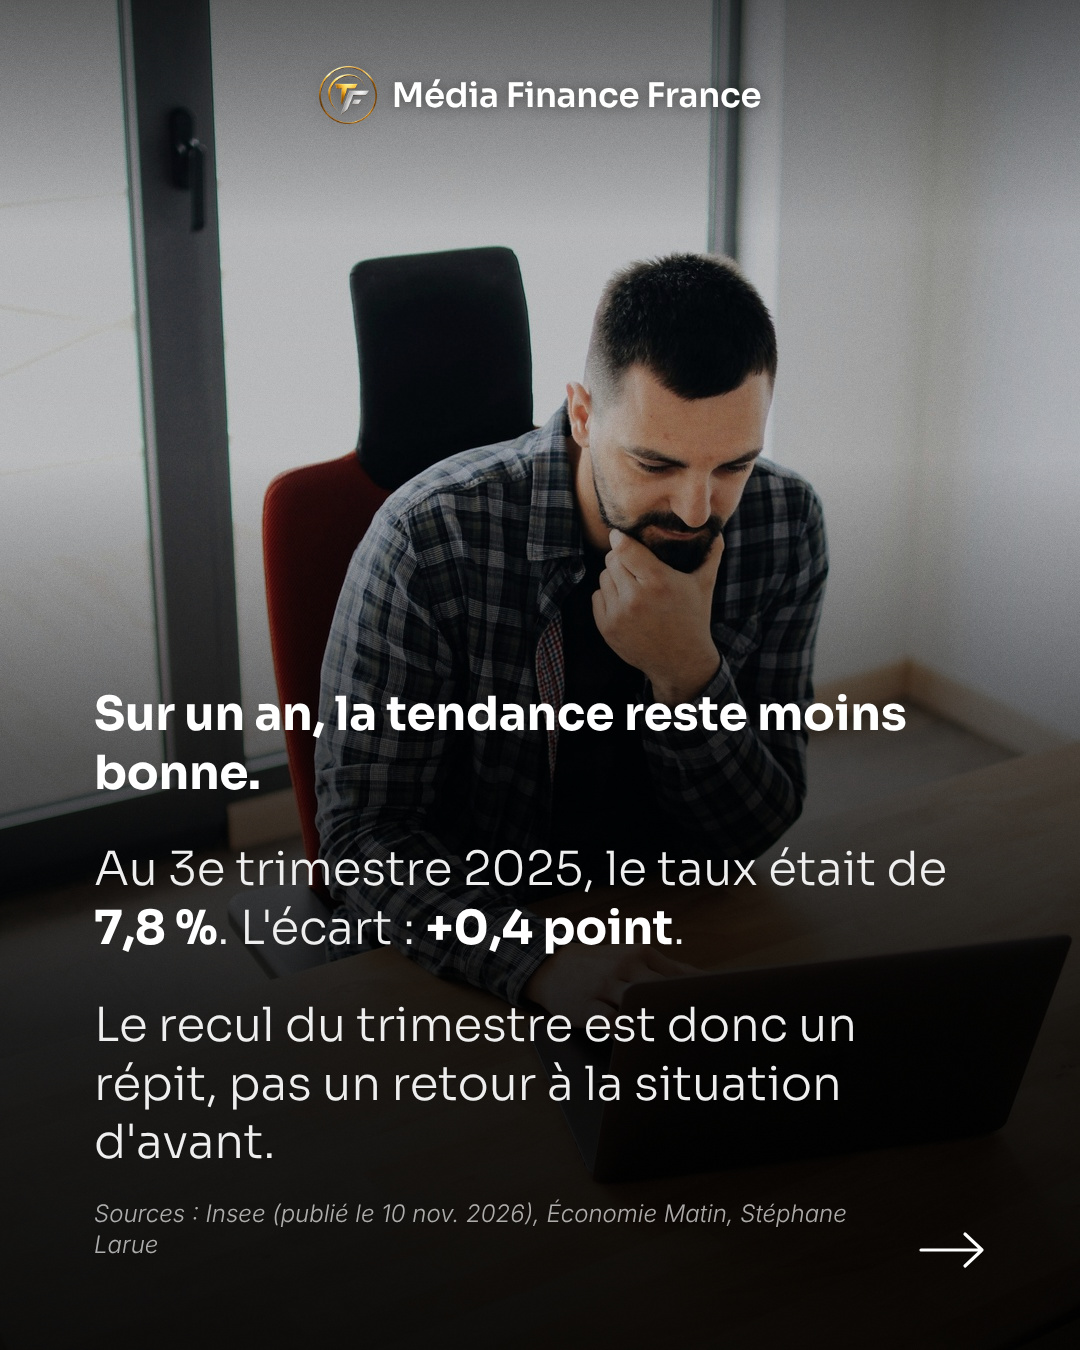 TF
Média Finance France
Sur un an, la tendance reste moins
bonne.
Au 3e trimestre 2025, le taux était de
7,8 %. L'écart : +0,4 point.
Le recul du trimestre est donc un
répit, pas un retour à la situation
d'avant.
Sources : Insee (publié le 10 nov. 2026), Économie Matin, Stéphane
Larue